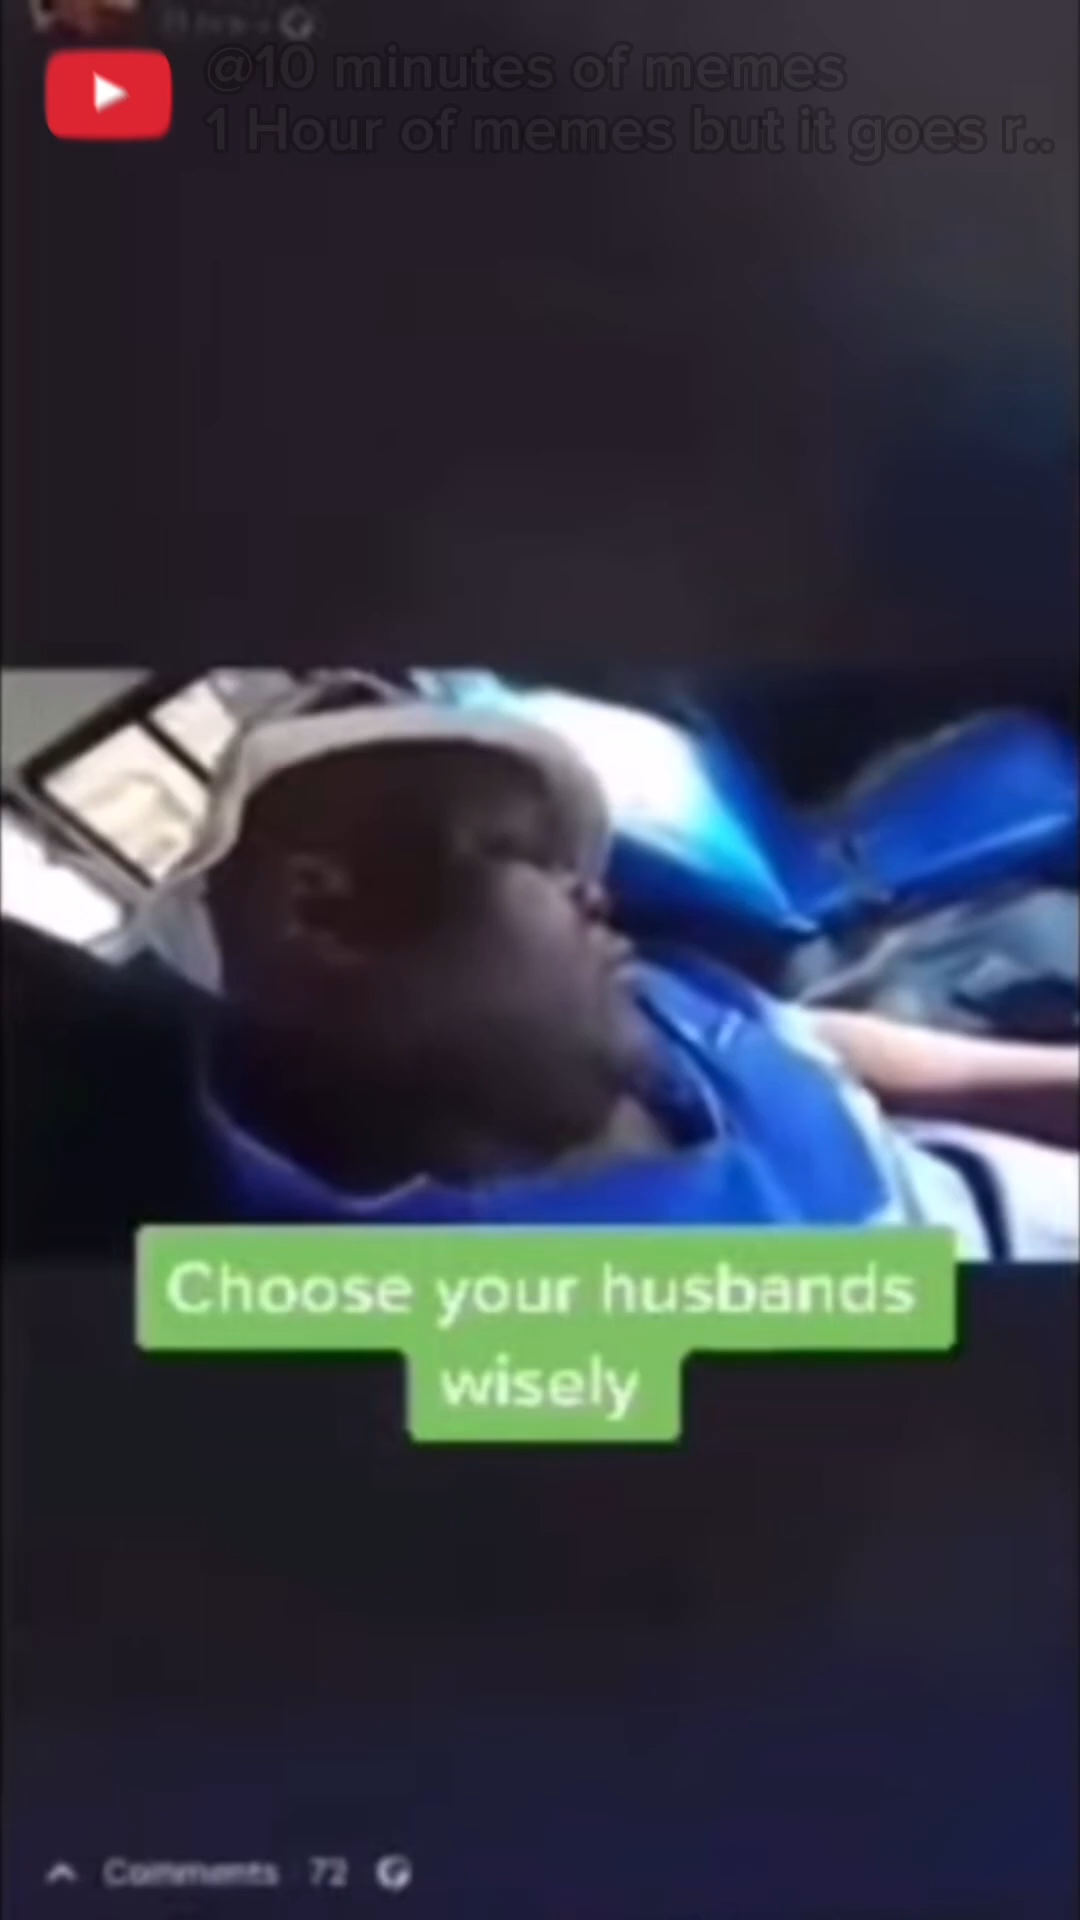 @10 minutes of memes
1 Hour of memes but it goes r..
Choose your husbands
wisely
Comments 72